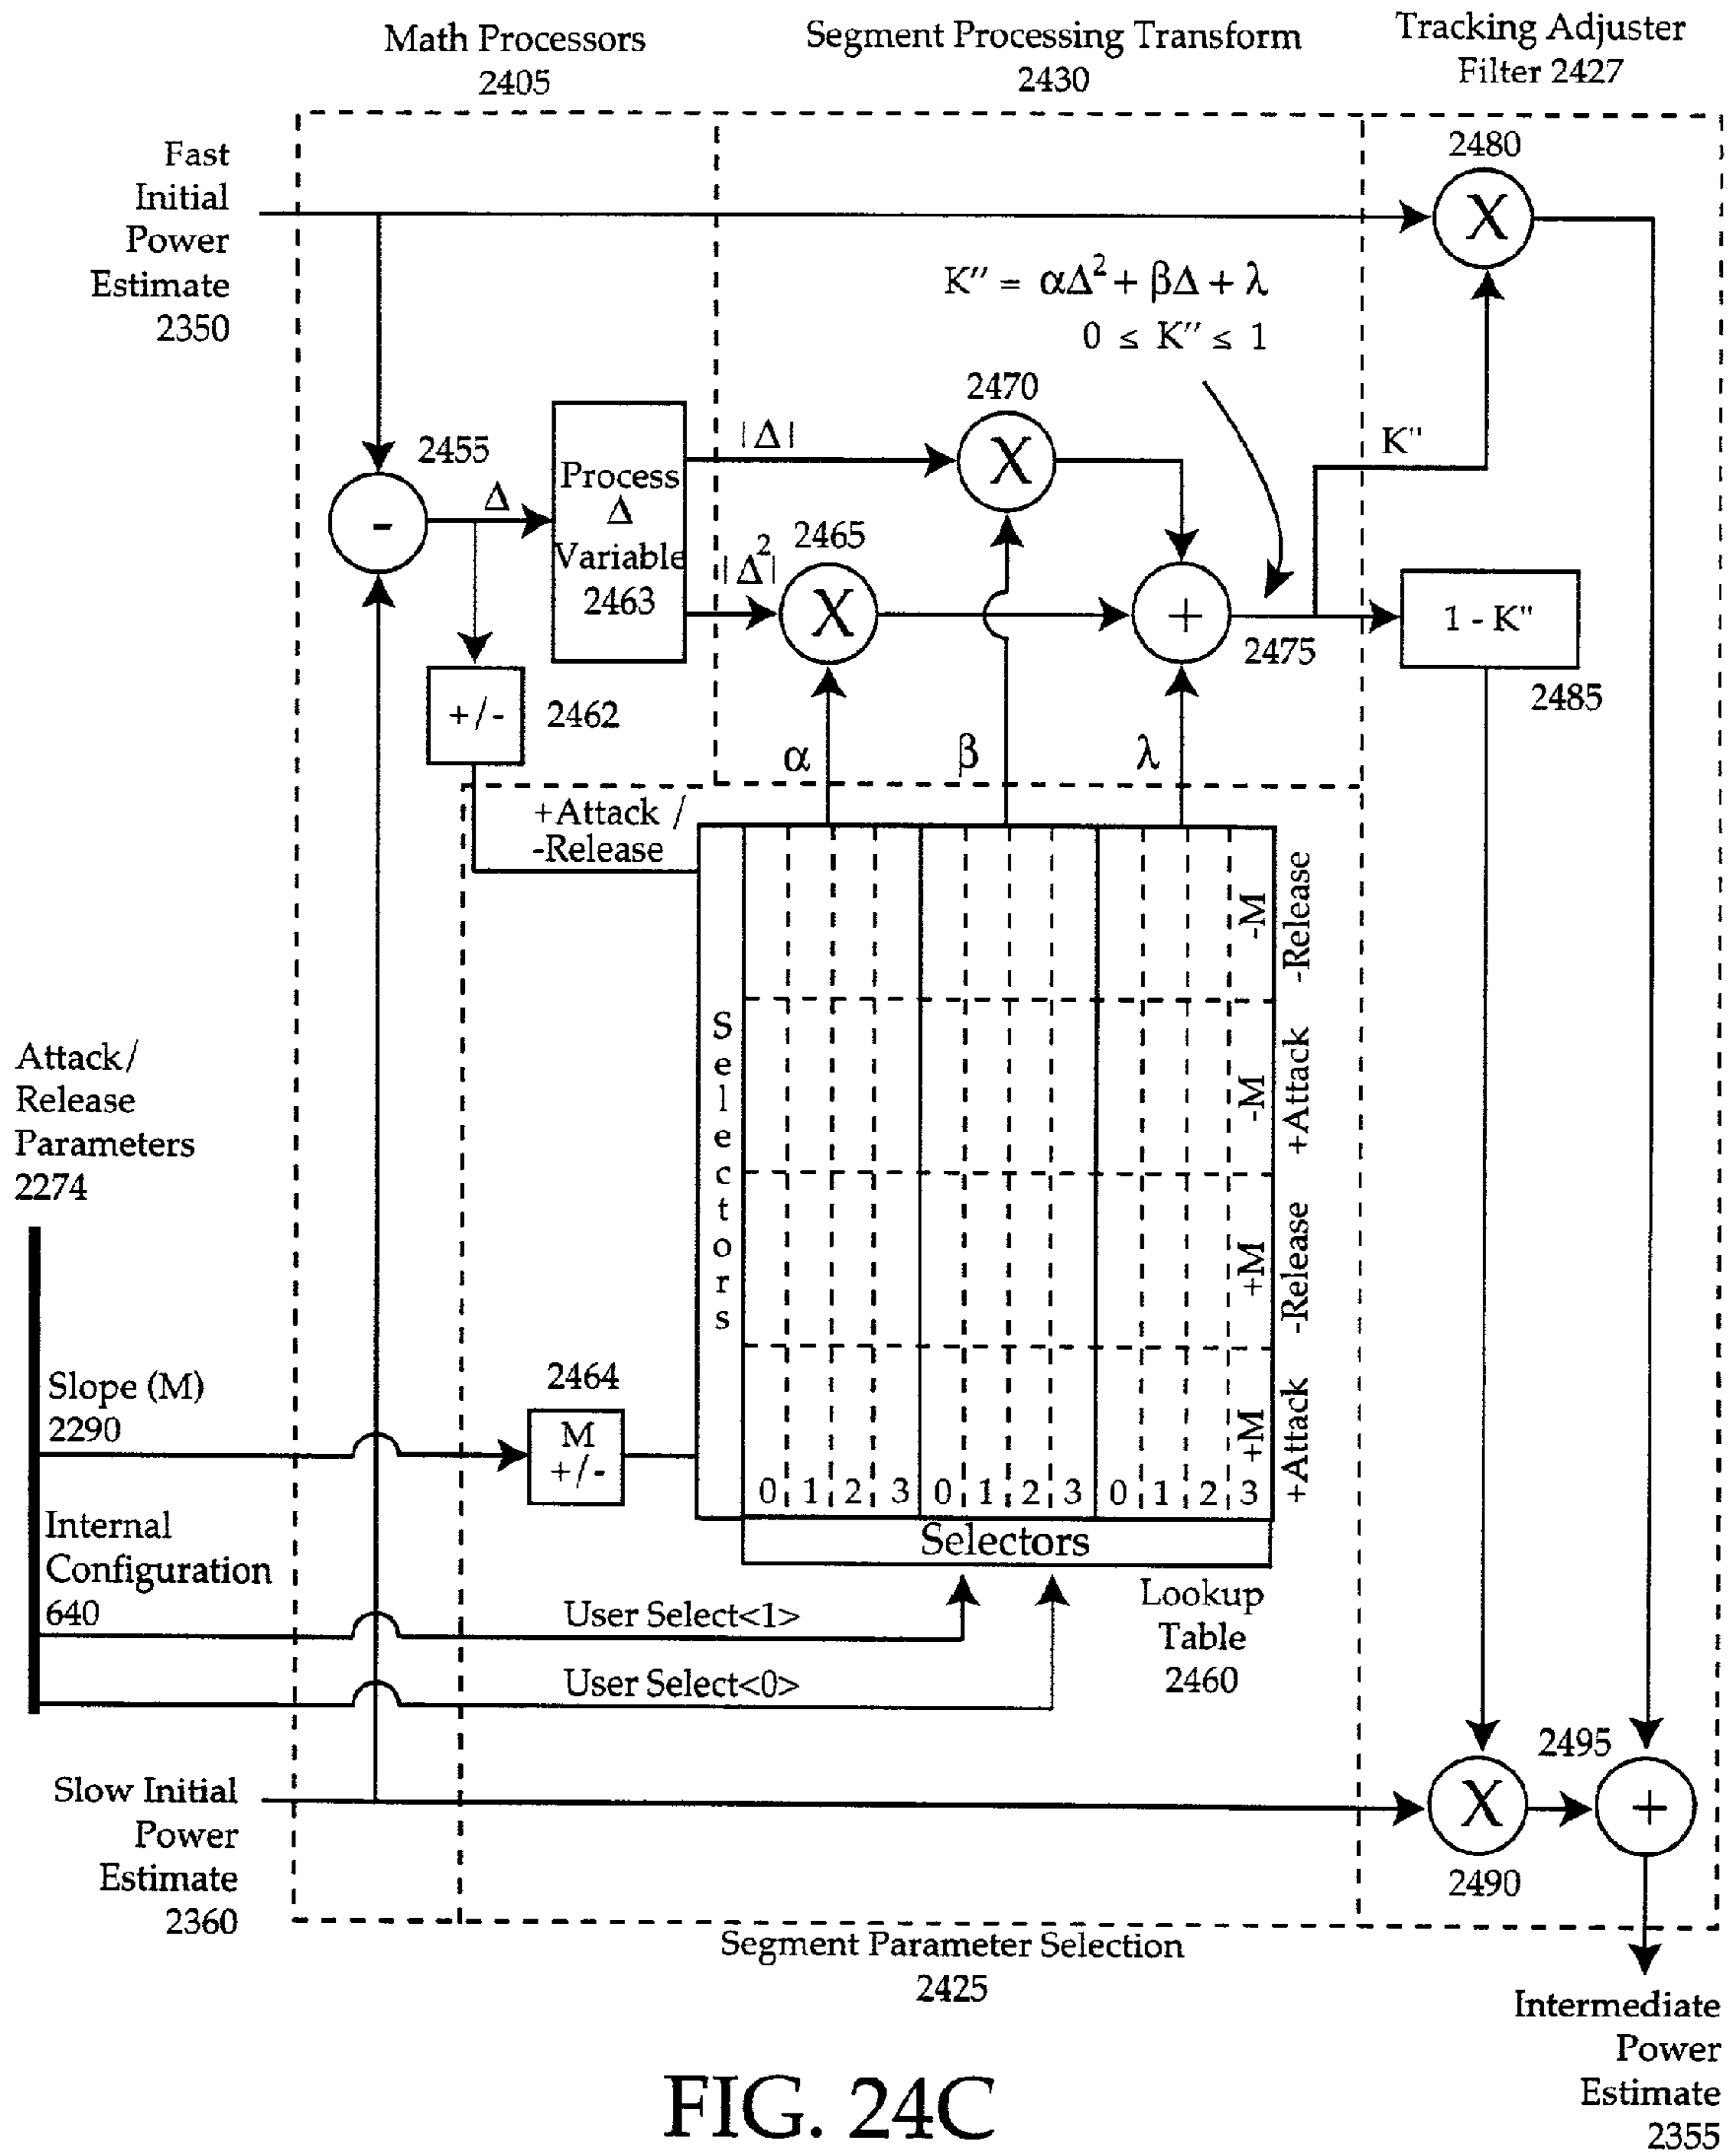 Math Processors
2405
Segment Processing Transform
2430
Tracking Adjuster
Filter 2427
Fast
Initial
Power
Estimate
2350
2480
X
K″ = αΔ² + βΔ + λ
0 ≤ K″ ≤ 1
2470
X
2455
-
Δ
Process
Δ
Variable
2463
|Δ|
|Δ²|
2465
X
+
2475
K"
1 - K"
2485
+/-
2462
α
β
λ
+Attack /
-Release
Selectors
-M
-Release
-M
+Attack
+M
-Release
+M
+Attack
Attack/
Release
Parameters
2274
Slope (M)
2290
2464
M
+/-
0 1 2 3 0 1 2 3 0 1 2 3
Selectors
Internal
Configuration
640
User Select<1>
User Select<0>
Lookup
Table
2460
Slow Initial
Power
Estimate
2360
X
2490
2495
+
Segment Parameter Selection
2425
Intermediate
Power
Estimate
2355
FIG. 24C